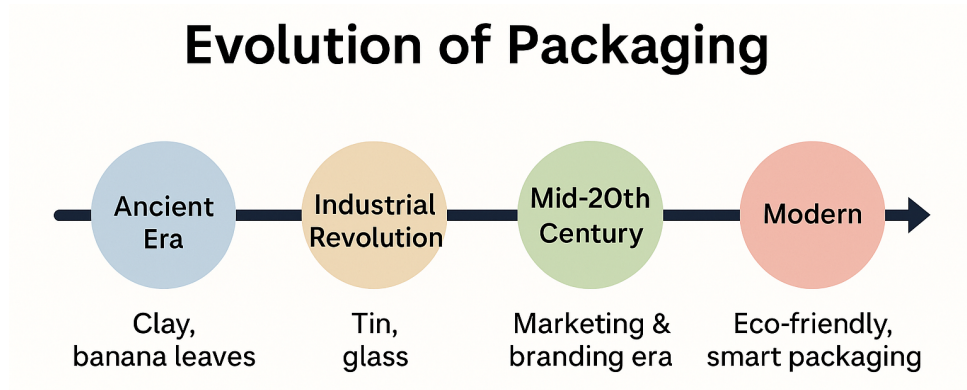 Evolution of Packaging
Ancient
Era
Industrial
Revolution
Mid-20th
Century
Modern
Clay,
banana leaves
Tin,
glass
Marketing &
branding era
Eco-friendly,
smart packaging